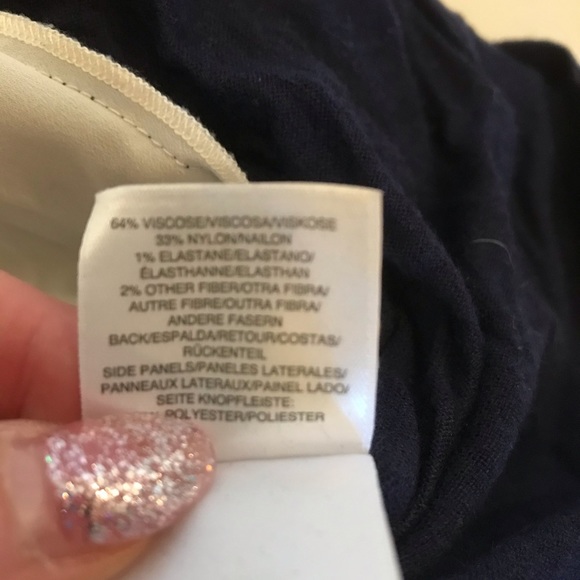 64% VISCOSE/VISCOSA/VISKOSE
33% NYLON/NAILON
1% ELASTANE/ELASTANO/
ÉLASTHANNE/ELASTHAN
2% OTHER FIBER/OTRA FIBRA/
AUTRE FIBRE/OUTRA FIBRA/
ANDERE FASERN
BACK/ESPALDA/RETOUR/COSTAS/
RÜCKENTEIL
SIDE PANELS/PANELES LATERALES/
PANNEAUX LATERAUX/PAINEL LADO/
SEITE KNOPFLEISTE:
POLYESTER/POLIESTER